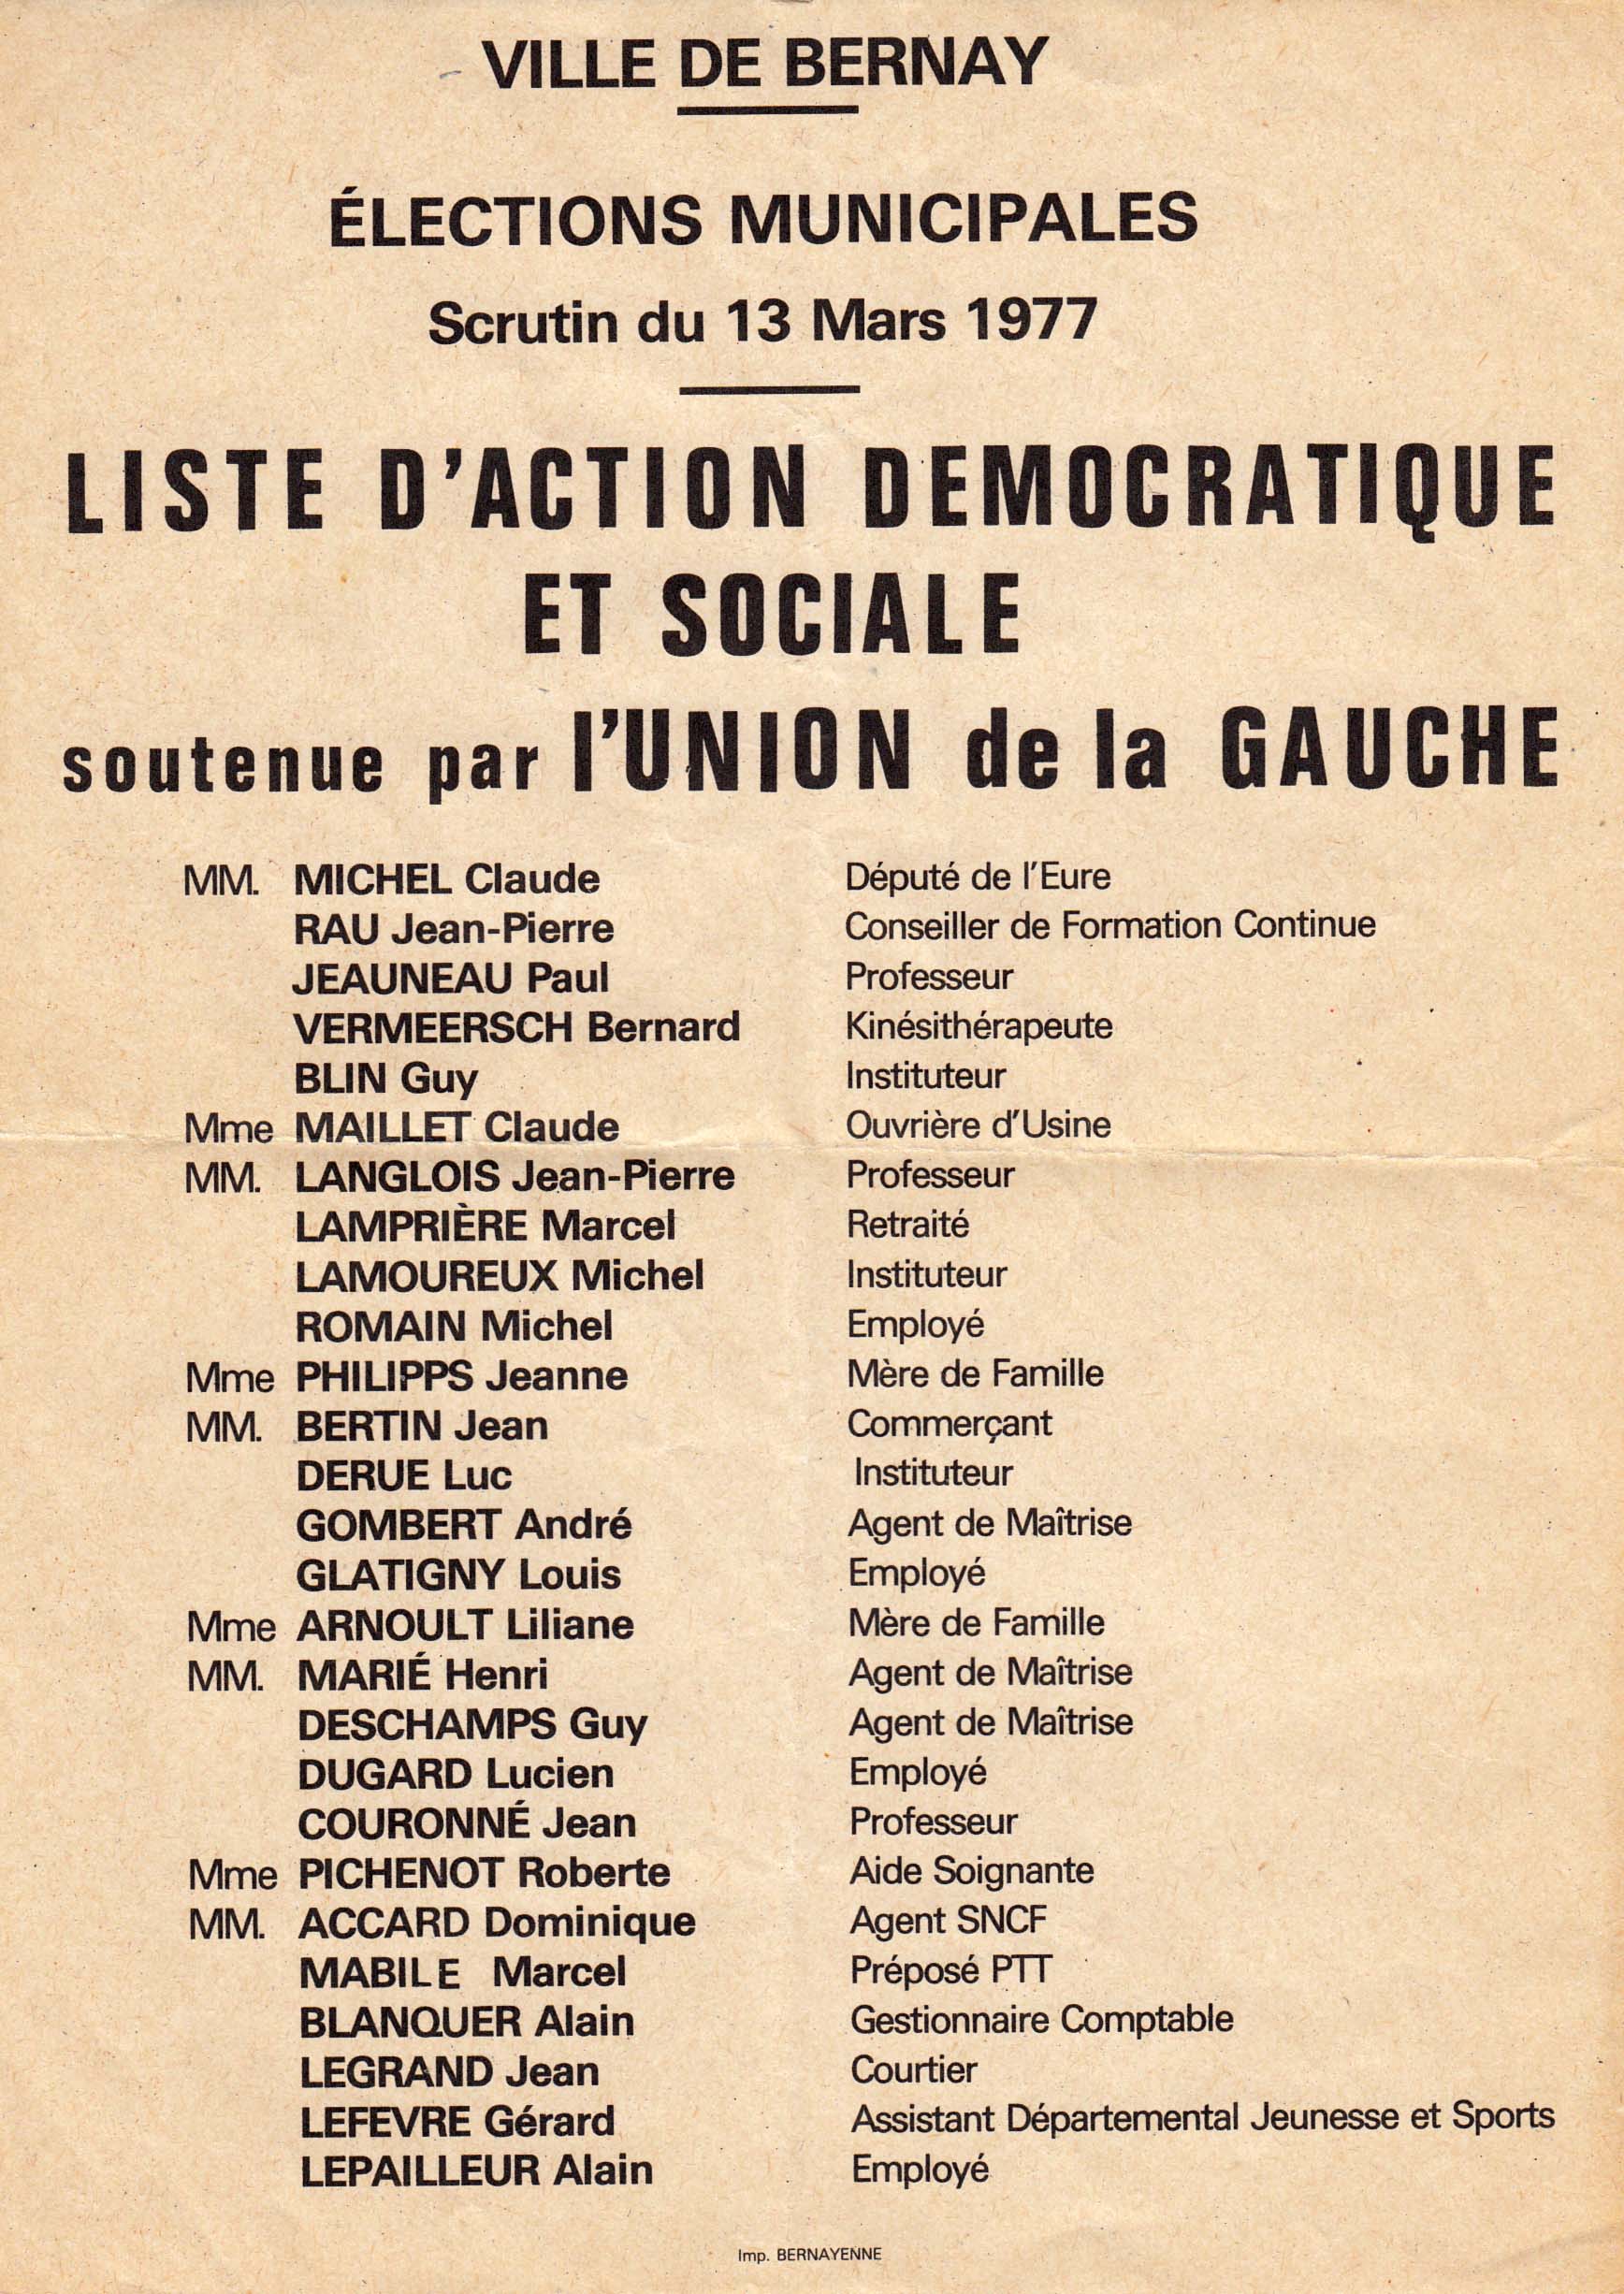 VILLE DE BERNAY
ÉLECTIONS MUNICIPALES
Scrutin du 13 Mars 1977
LISTE D'ACTION DEMOCRATIQUE
ET SOCIALE
soutenue par l'UNION de la GAUCHE
MM. MICHEL Claude Député de l'Eure
RAU Jean-Pierre Conseiller de Formation Continue
JEAUNEAU Paul Professeur
VERMEERSCH Bernard Kinésithérapeute
BLIN Guy Instituteur
Mme MAILLET Claude Ouvrière d'Usine
MM. LANGLOIS Jean-Pierre Professeur
LAMPRIÈRE Marcel Retraité
LAMOUREUX Michel Instituteur
ROMAIN Michel Employé
Mme PHILIPPS Jeanne Mère de Famille
MM. BERTIN Jean Commerçant
DERUE Luc Instituteur
GOMBERT André Agent de Maîtrise
GLATIGNY Louis Employé
Mme ARNOULT Liliane Mère de Famille
MM. MARIÉ Henri Agent de Maîtrise
DESCHAMPS Guy Agent de Maîtrise
DUGARD Lucien Employé
COURONNÉ Jean Professeur
Mme PICHENOT Roberte Aide Soignante
MM. ACCARD Dominique Agent SNCF
MABILE Marcel Préposé PTT
BLANQUER Alain Gestionnaire Comptable
LEGRAND Jean Courtier
LEFEVRE Gérard Assistant Départemental Jeunesse et Sports
LEPAILLEUR Alain Employé
Imp. BERNAYENNE